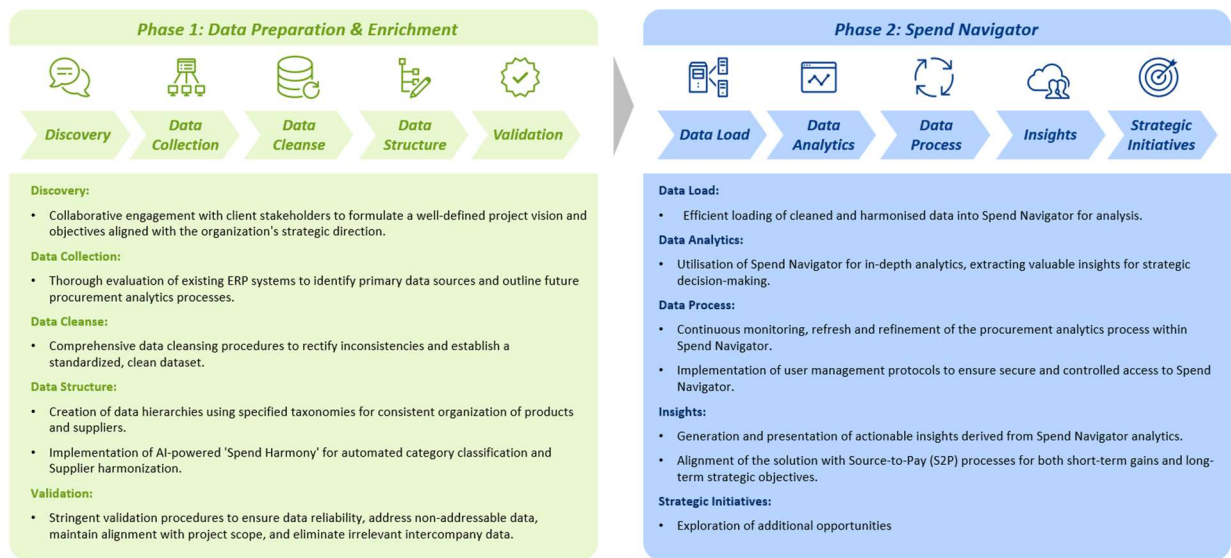 Phase 1: Data Preparation & Enrichment
Discovery
Data
Collection
Data
Cleanse
Data
Structure
Validation
Discovery:
• Collaborative engagement with client stakeholders to formulate a well-defined project vision and
objectives aligned with the organization's strategic direction.
Data Collection:
• Thorough evaluation of existing ERP systems to identify primary data sources and outline future
procurement analytics processes.
Data Cleanse:
• Comprehensive data cleansing procedures to rectify inconsistencies and establish a
standardized, clean dataset.
Data Structure:
• Creation of data hierarchies using specified taxonomies for consistent organization of products
and suppliers.
• Implementation of AI-powered 'Spend Harmony' for automated category classification and
Supplier harmonization.
Validation:
• Stringent validation procedures to ensure data reliability, address non-addressable data,
maintain alignment with project scope, and eliminate irrelevant intercompany data.
Phase 2: Spend Navigator
Data Load
Data
Analytics
Data
Process
Insights
Strategic
Initiatives
Data Load:
• Efficient loading of cleaned and harmonised data into Spend Navigator for analysis.
Data Analytics:
• Utilisation of Spend Navigator for in-depth analytics, extracting valuable insights for strategic
decision-making.
Data Process:
• Continuous monitoring, refresh and refinement of the procurement analytics process within
Spend Navigator.
• Implementation of user management protocols to ensure secure and controlled access to Spend
Navigator.
Insights:
• Generation and presentation of actionable insights derived from Spend Navigator analytics.
• Alignment of the solution with Source-to-Pay (S2P) processes for both short-term gains and long-
term strategic objectives.
Strategic Initiatives:
• Exploration of additional opportunities